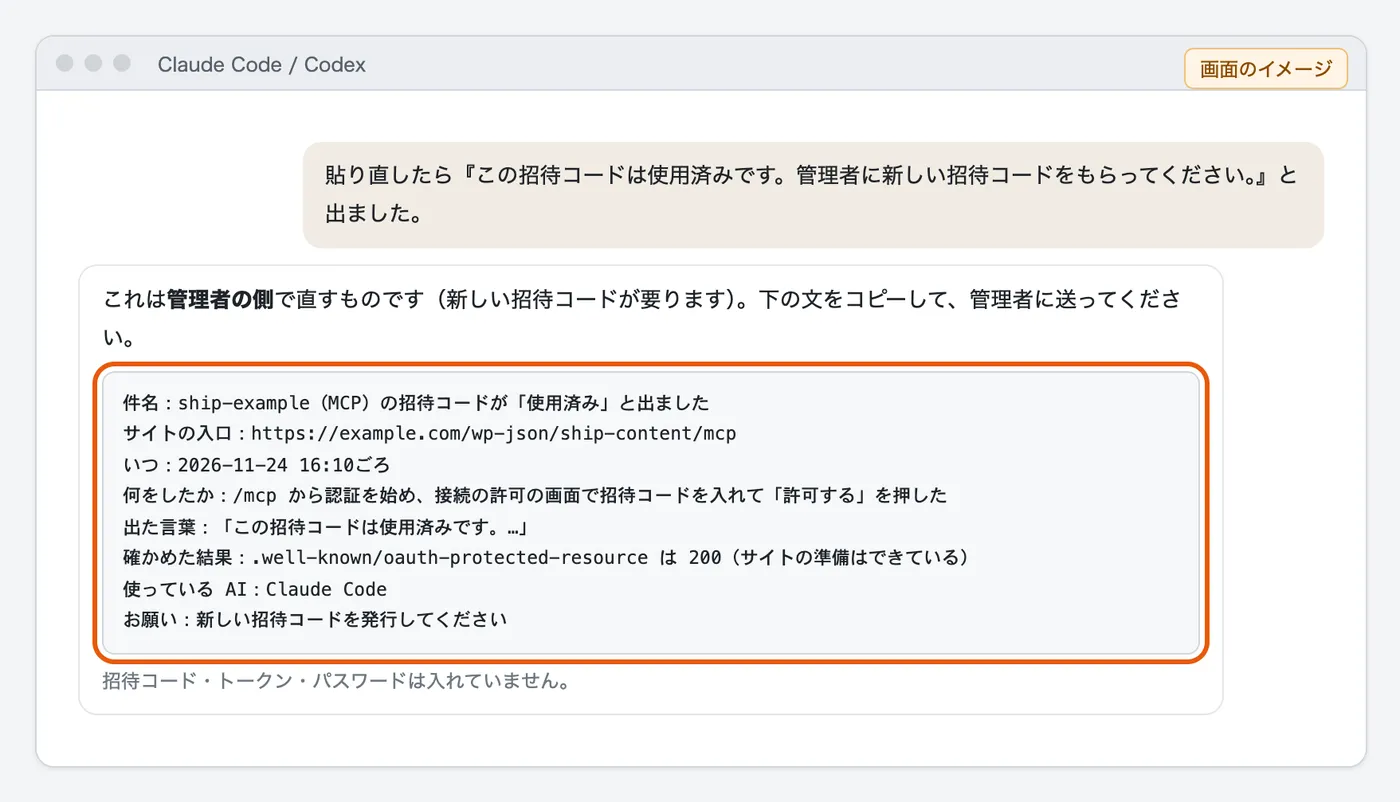 Claude Code / Codex
画面のイメージ
貼り直したら『この招待コードは使用済みです。管理者に新しい招待コードをもらってください。』と
出ました。
これは管理者の側で直すものです（新しい招待コードが要ります）。下の文をコピーして、管理者に送ってくださ
い。
件名：ship-example（MCP）の招待コードが「使用済み」と出ました
サイトの入口：https://example.com/wp-json/ship-content/mcp
いつ：2026-11-24 16:10ごろ
何をしたか：/mcp から認証を始め、接続の許可の画面で招待コードを入れて「許可する」を押した
出た言葉：「この招待コードは使用済みです。…」
確かめた結果：.well-known/oauth-protected-resource は 200（サイトの準備はできている）
使っている AI：Claude Code
お願い：新しい招待コードを発行してください
招待コード・トークン・パスワードは入れていません。